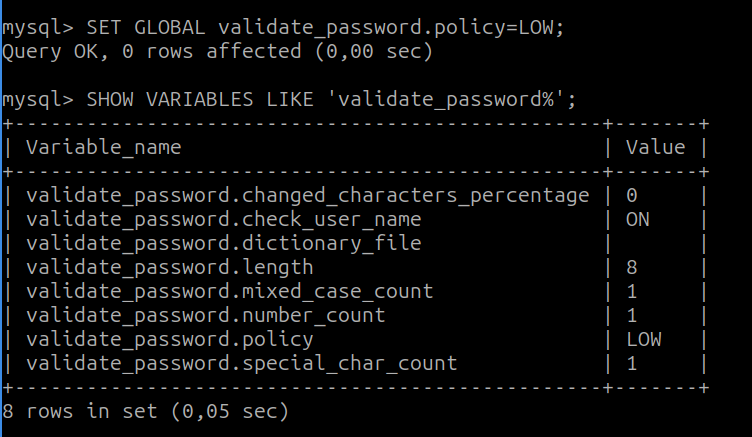 mysql> SET GLOBAL validate_password.policy=LOW;
Query OK, 0 rows affected (0,00 sec)
mysql> SHOW VARIABLES LIKE 'validate_password%';
+-------------------------------------------------+-------+
| Variable_name                                   | Value |
+-------------------------------------------------+-------+
| validate_password.changed_characters_percentage | 0     |
| validate_password.check_user_name               | ON    |
| validate_password.dictionary_file               |       |
| validate_password.length                        | 8     |
| validate_password.mixed_case_count              | 1     |
| validate_password.number_count                  | 1     |
| validate_password.policy                        | LOW   |
| validate_password.special_char_count            | 1     |
+-------------------------------------------------+-------+
8 rows in set (0,05 sec)